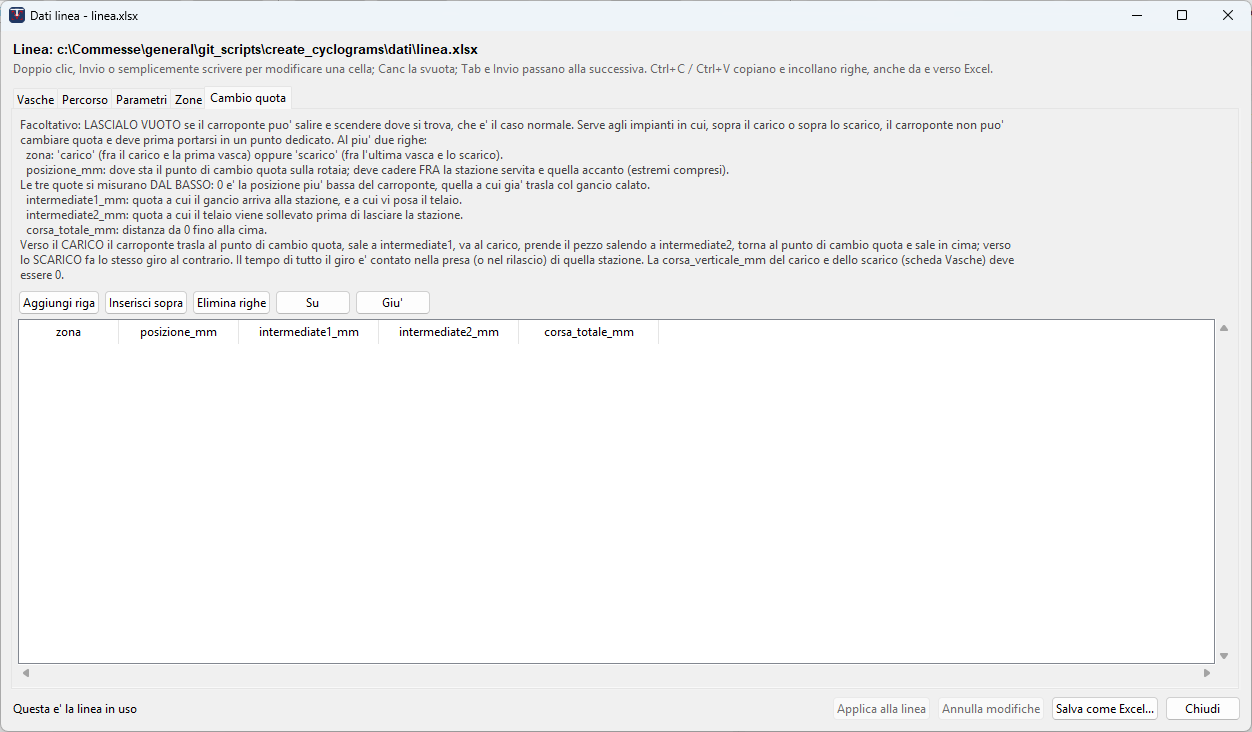 Dati linea - linea.xlsx
Linea: c:\Commesse\general\git_scripts\create_cyclograms\dati\linea.xlsx
Doppio clic, Invio o semplicemente scrivere per modificare una cella; Canc la svuota; Tab e Invio passano alla successiva. Ctrl+C / Ctrl+V copiano e incollano righe, anche da e verso Excel.
Vasche Percorso Parametri Zone Cambio quota
Facoltativo: LASCIALO VUOTO se il carroponte puo' salire e scendere dove si trova, che e' il caso normale. Serve agli impianti in cui, sopra il carico o sopra lo scarico, il carroponte non puo'
cambiare quota e deve prima portarsi in un punto dedicato. Al piu' due righe:
zona: 'carico' (fra il carico e la prima vasca) oppure 'scarico' (fra l'ultima vasca e lo scarico).
posizione_mm: dove sta il punto di cambio quota sulla rotaia; deve cadere FRA la stazione servita e quella accanto (estremi compresi).
Le tre quote si misurano DAL BASSO: 0 e' la posizione piu' bassa del carroponte, quella a cui gia' trasla col gancio calato.
intermediate1_mm: quota a cui il gancio arriva alla stazione, e a cui vi posa il telaio.
intermediate2_mm: quota a cui il telaio viene sollevato prima di lasciare la stazione.
corsa_totale_mm: distanza da 0 fino alla cima.
Verso il CARICO il carroponte trasla al punto di cambio quota, sale a intermediate1, va al carico, prende il pezzo salendo a intermediate2, torna al punto di cambio quota e sale in cima; verso
lo SCARICO fa lo stesso giro al contrario. Il tempo di tutto il giro e' contato nella presa (o nel rilascio) di quella stazione. La corsa_verticale_mm del carico e dello scarico (scheda Vasche) deve
essere 0.
Aggiungi riga Inserisci sopra Elimina righe Su Giu'
zona posizione_mm intermediate1_mm intermediate2_mm corsa_totale_mm
Questa e' la linea in uso Applica alla linea Annulla modifiche Salva come Excel... Chiudi